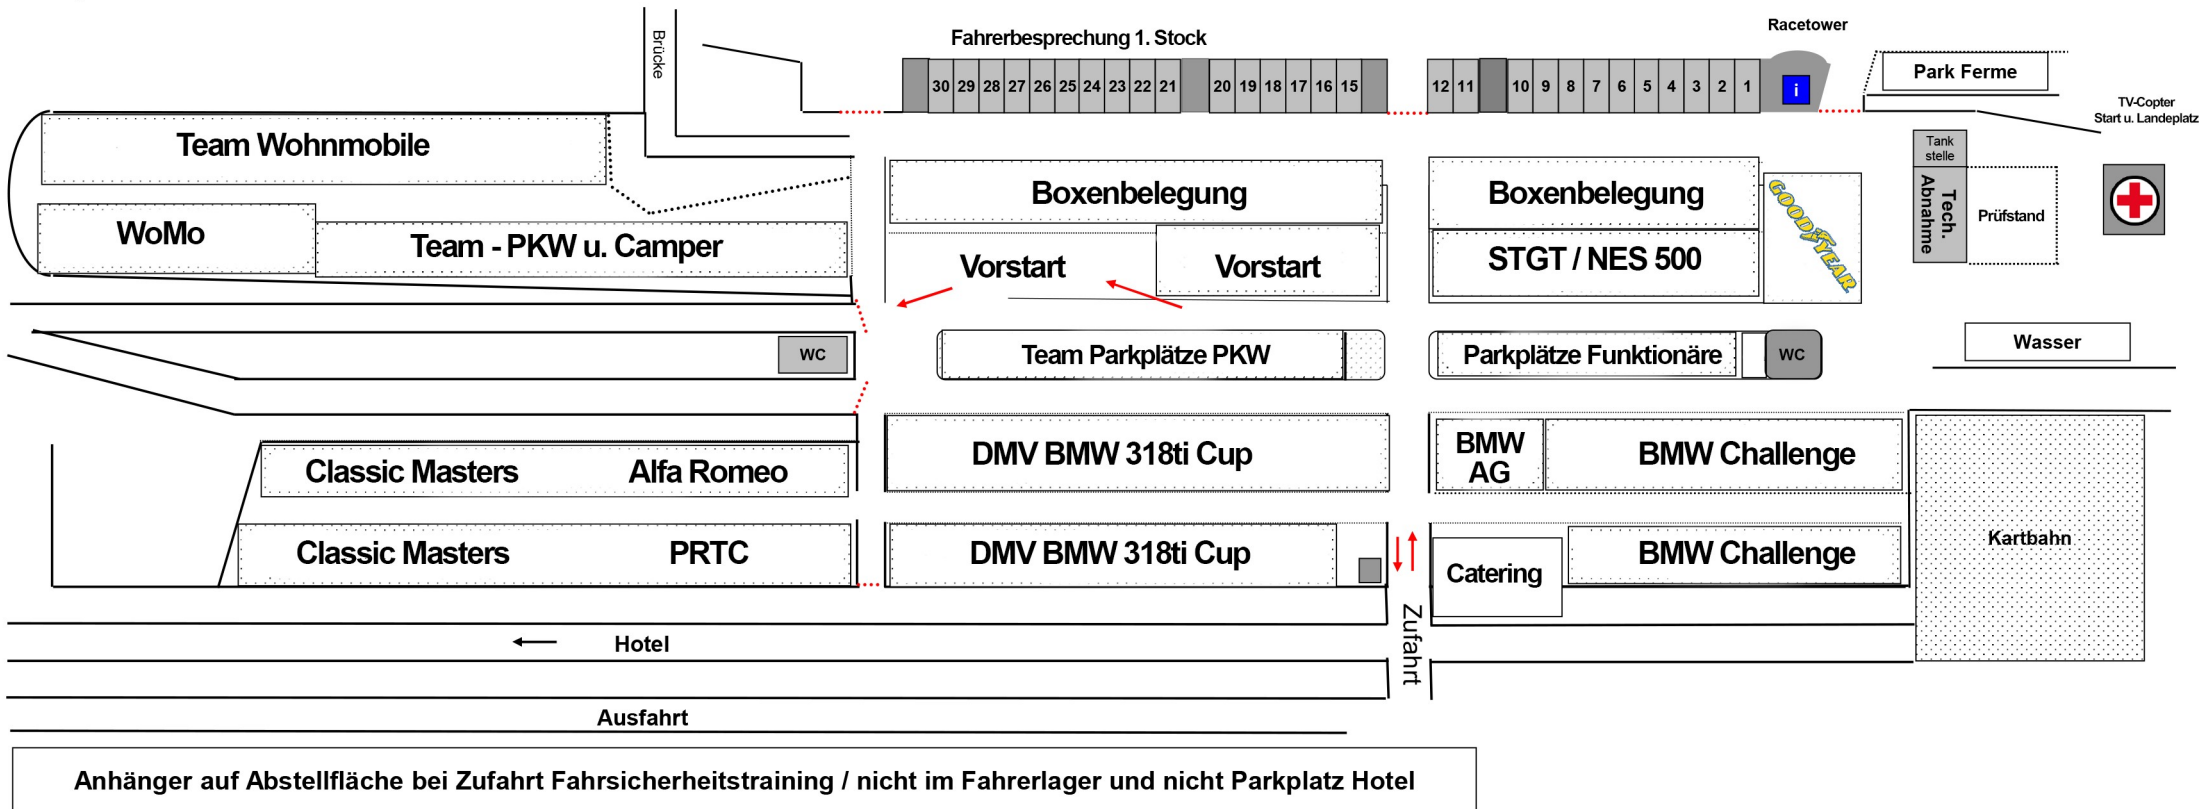 Racetower
Brücke
Fahrerbesprechung 1. Stock
30 29 28 27 26 25 24 23 22 21 20 19 18 17 16 15 12 11 10 9 8 7 6 5 4 3 2 1 i
Park Ferme
TV-Copter
Start u. Landeplatz
Team Wohnmobile
Tank
stelle
Boxenbelegung Boxenbelegung
GOODYEAR
Tech.
Abnahme
Prüfstand
WoMo
Team - PKW u. Camper
Vorstart Vorstart
STGT / NES 500
WC
Team Parkplätze PKW
Parkplätze Funktionäre
WC
Wasser
Classic Masters Alfa Romeo
DMV BMW 318ti Cup
BMW
AG
BMW Challenge
Kartbahn
Classic Masters PRTC
DMV BMW 318ti Cup
Catering
BMW Challenge
Zufahrt
Hotel
Ausfahrt
Anhänger auf Abstellfläche bei Zufahrt Fahrsicherheitstraining / nicht im Fahrerlager und nicht Parkplatz Hotel